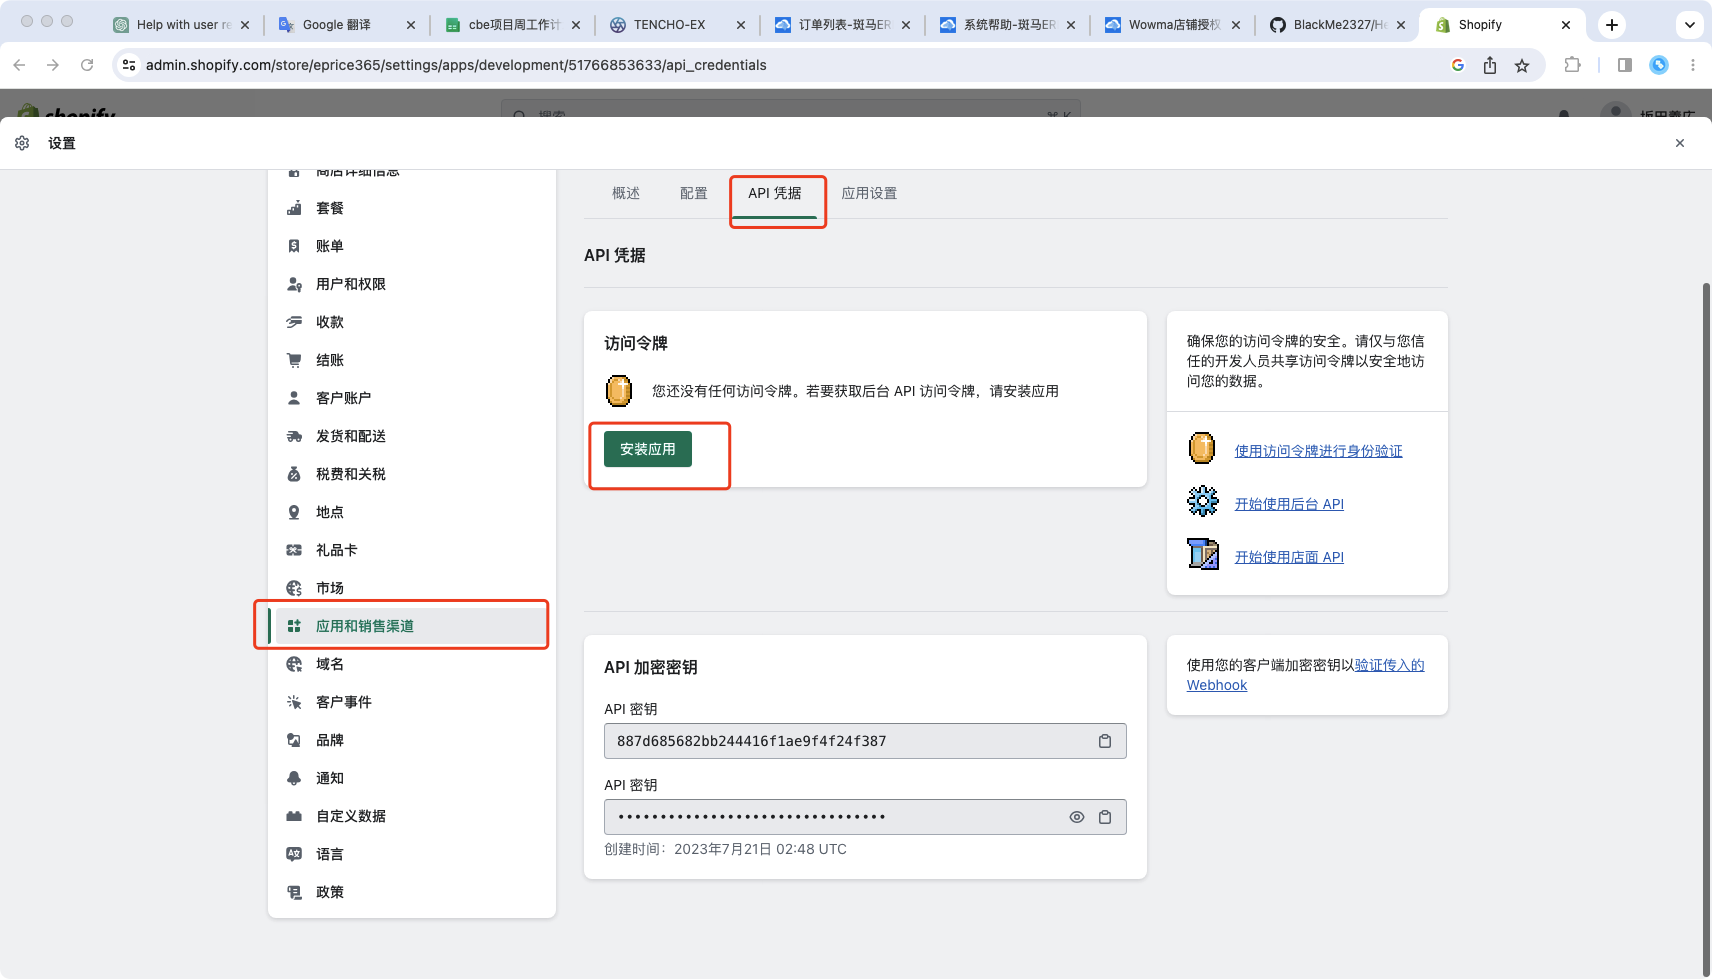 Help with user re
Google 翻译
cbe项目周工作计
TENCHO-EX
订单列表-斑马ER
系统帮助-斑马ER
Wowma店铺授权
BlackMe2327/He
Shopify
admin.shopify.com/store/eprice365/settings/apps/development/51766853633/api_credentials
shopify
搜索
⌘ K
坂田義広
设置
商店详细信息
套餐
账单
用户和权限
收款
结账
客户账户
发货和配送
税费和关税
地点
礼品卡
市场
应用和销售渠道
域名
客户事件
品牌
通知
自定义数据
语言
政策
概述
配置
API 凭据
应用设置
API 凭据
访问令牌
您还没有任何访问令牌。若要获取后台 API 访问令牌，请安装应用
安装应用
确保您的访问令牌的安全。请仅与您信
任的开发人员共享访问令牌以安全地访
问您的数据。
使用访问令牌进行身份验证
开始使用后台 API
开始使用店面 API
API 加密密钥
API 密钥
887d685682bb244416f1ae9f4f24f387
API 密钥
••••••••••••••••••••••••••••••••
创建时间：2023年7月21日 02:48 UTC
使用您的客户端加密密钥以验证传入的
Webhook